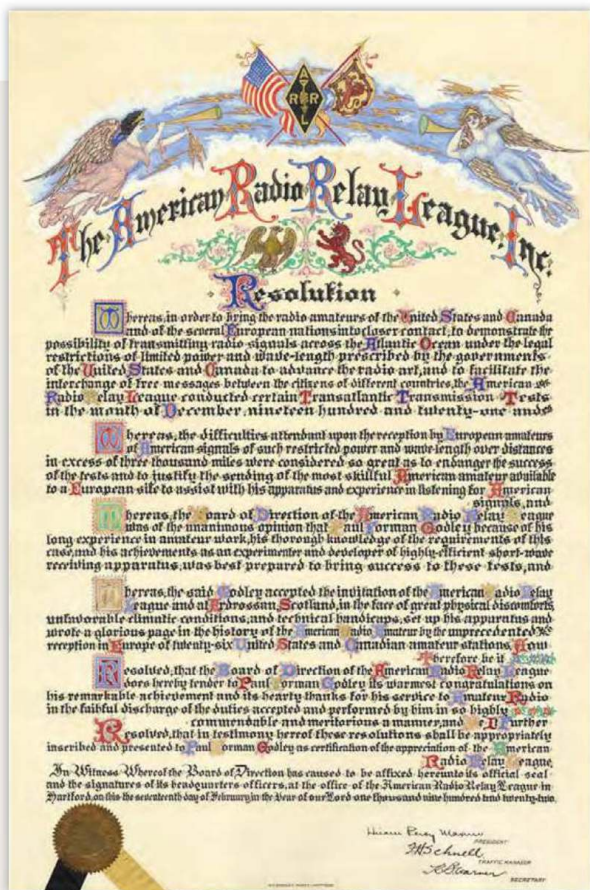 A
R R
L
The American Radio Relay League, Inc.
Resolution
Whereas, in order to bring the radio amateurs of the United States and Canada
and of the several European nations into closer contact, to demonstrate the
possibility of transmitting radio signals across the Atlantic Ocean under the legal
restrictions of limited power and wave-length prescribed by the governments
of the United States and Canada to advance the radio art, and to facilitate the
interchange of free messages between the citizens of different countries, the American
Radio Relay League conducted certain Transatlantic Transmission Tests
in the month of December, nineteen hundred and twenty-one and
Whereas, the difficulties attendant upon the reception by European amateurs
of American signals of such restricted power and wave-length over distances
in excess of three thousand miles were considered so great as to endanger the success
of the tests and to justify the sending of the most skillful American amateur available
to a European site to assist with his apparatus and experience in listening for American
signals, and
Whereas, the Board of Direction of the American Radio Relay League
was of the unanimous opinion that Paul Forman Godley because of his
long experience in amateur work, his thorough knowledge of the requirements of this
case, and his achievements as an experimenter and developer of highly-efficient short-wave
receiving apparatus, was best prepared to bring success to these tests, and
Whereas, the said Godley accepted the invitation of the American Radio Relay
League and at Ardrossan, Scotland, in the face of great physical discomforts,
unfavorable climatic conditions, and technical handicaps, set up his apparatus and
wrote a glorious page in the history of the American Radio Amateur by the unprecedented
reception in Europe of twenty-six United States and Canadian amateur stations, Now
Therefore be it
Resolved, that the Board of Direction of the American Radio Relay League
does hereby tender to Paul Forman Godley its warmest congratulations on
his remarkable achievement and its hearty thanks for his service to Amateur Radio
in the faithful discharge of the duties accepted and performed by him in so highly
commendable and meritorious a manner, and Be It Further
Resolved, that in testimony hereof these resolutions shall be appropriately
inscribed and presented to Paul Forman Godley as certification of the appreciation of the American
Radio Relay League.
In Witness Whereof the Board of Direction has caused to be affixed hereunto its official seal
and the signatures of its headquarters officers, at the office of The American Radio Relay League in
Hartford, on this the seventeenth day of February in the Year of our Lord one thousand nine hundred and twenty-two.
Hiram Percy Maxim
PRESIDENT
F H Schnell
TRAFFIC MANAGER
K B Warner
SECRETARY